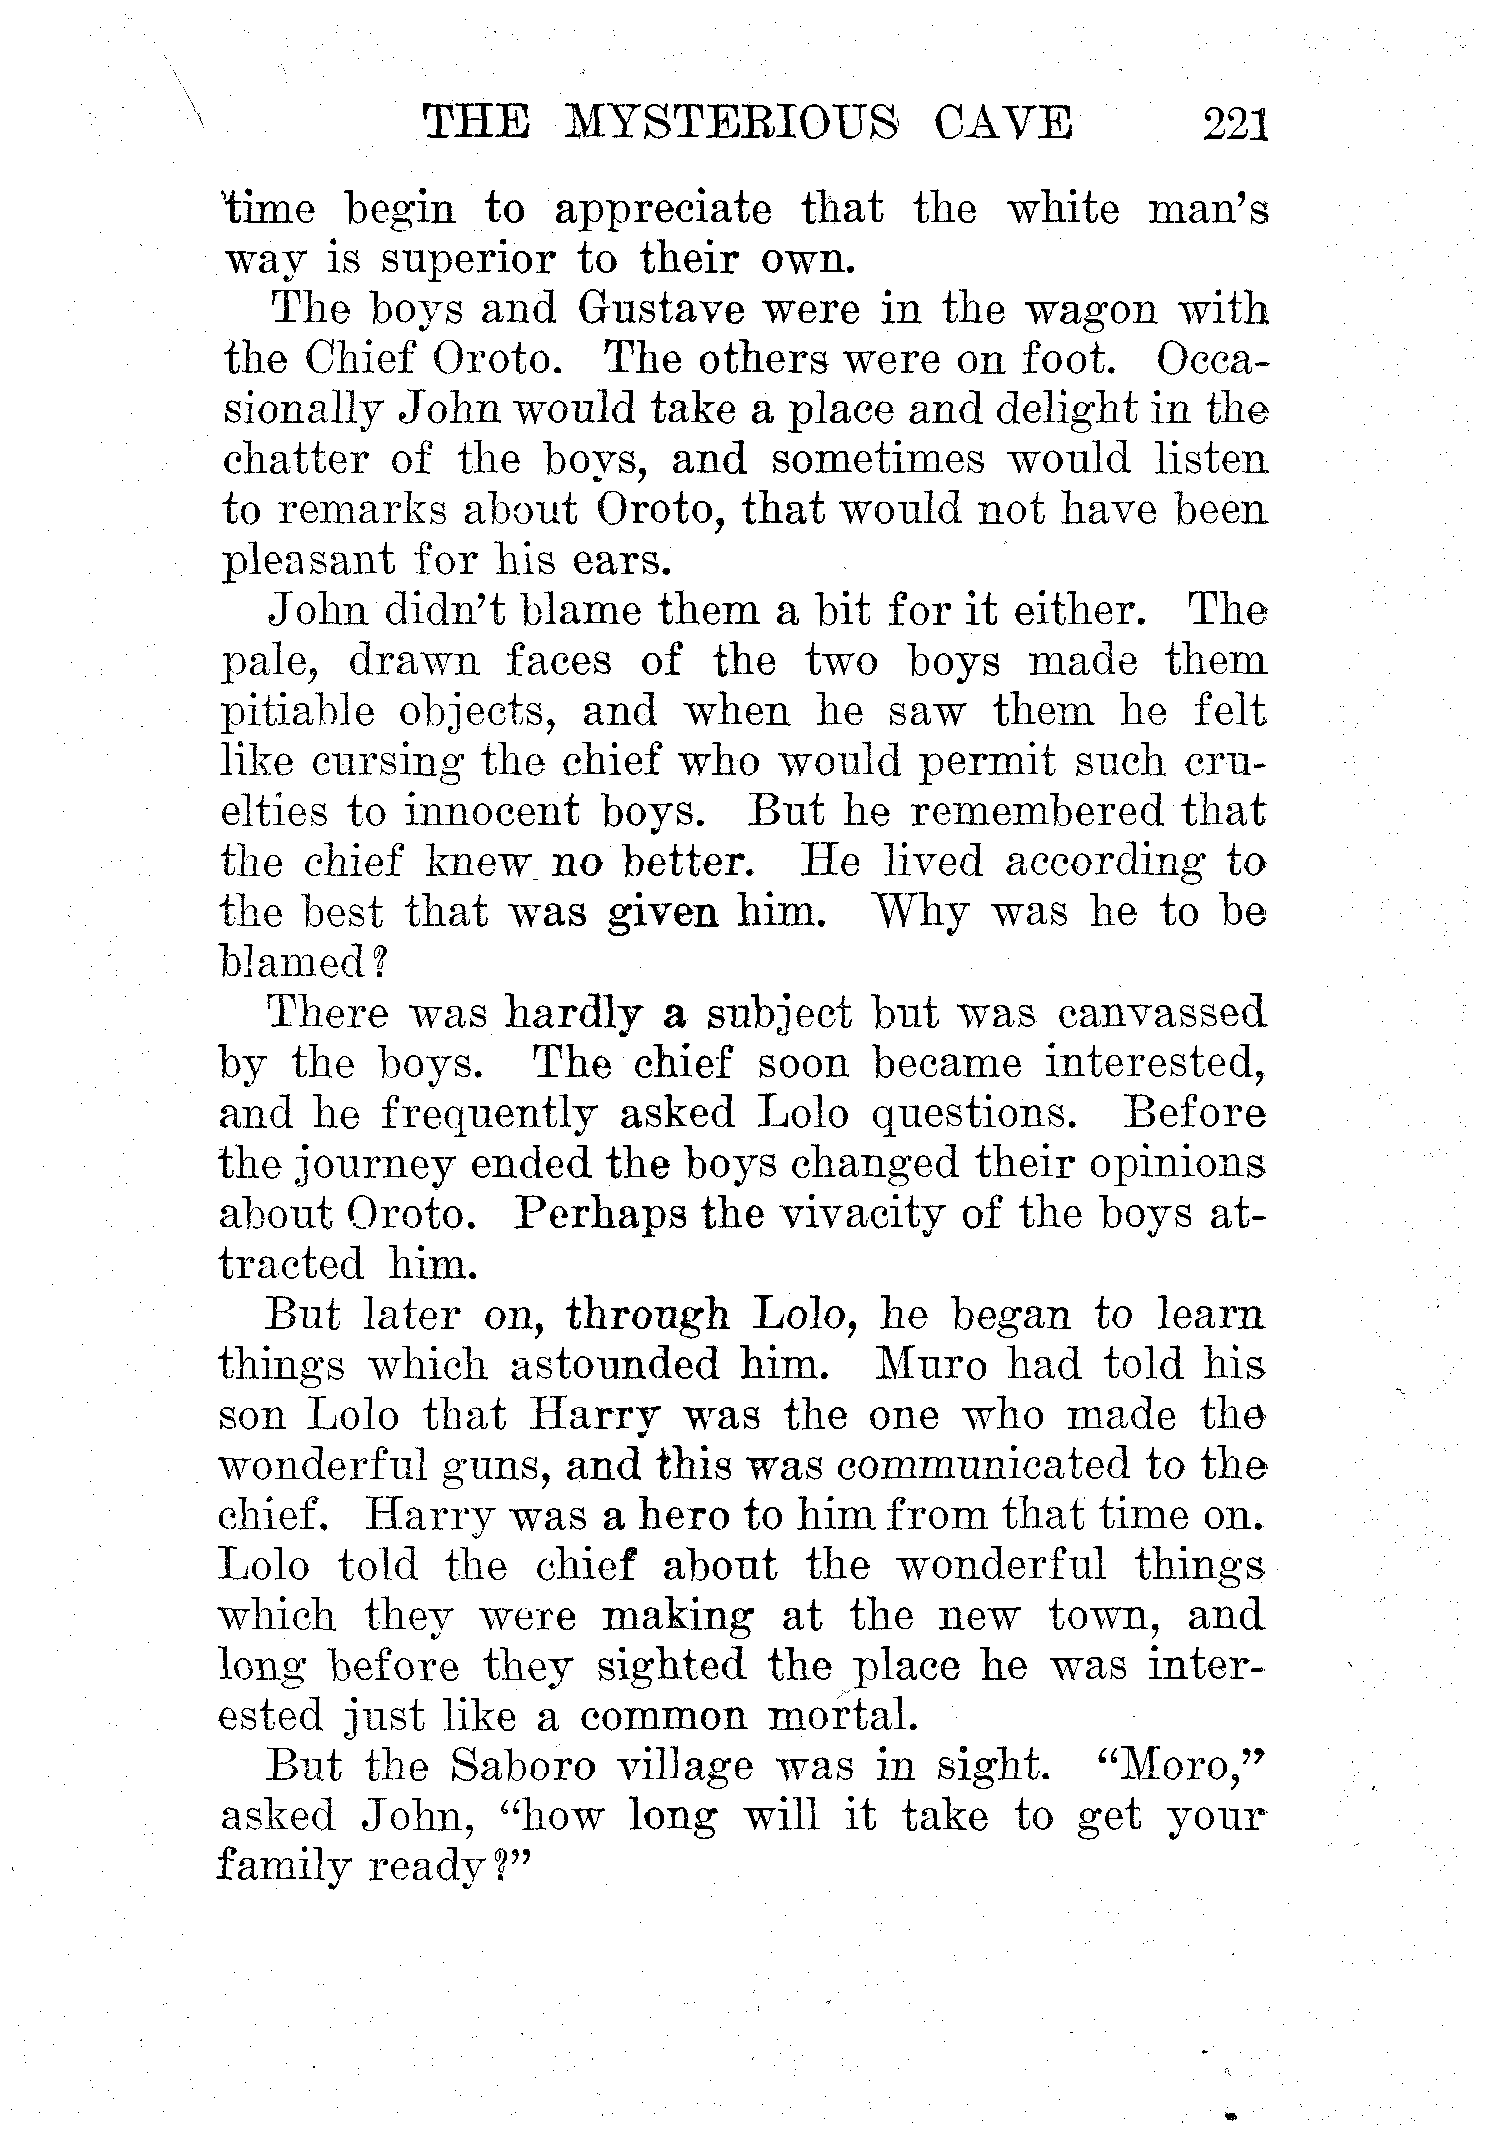 THE MYSTERIOUS CAVE 221
time begin to appreciate that the white man's
way is superior to their own.
The boys and Gustave were in the wagon with
the Chief Oroto. The others were on foot. Occa-
sionally John would take a place and delight in the
chatter of the boys, and sometimes would listen
to remarks about Oroto, that would not have been
pleasant for his ears.
John didn't blame them a bit for it either. The
pale, drawn faces of the two boys made them
pitiable objects, and when he saw them he felt
like cursing the chief who would permit such cru-
elties to innocent boys. But he remembered that
the chief knew no better. He lived according to
the best that was given him. Why was he to be
blamed?
There was hardly a subject but was canvassed
by the boys. The chief soon became interested,
and he frequently asked Lolo questions. Before
the journey ended the boys changed their opinions
about Oroto. Perhaps the vivacity of the boys at-
tracted him.
But later on, through Lolo, he began to learn
things which astounded him. Muro had told his
son Lolo that Harry was the one who made the
wonderful guns, and this was communicated to the
chief. Harry was a hero to him from that time on.
Lolo told the chief about the wonderful things
which they were making at the new town, and
long before they sighted the place he was inter-
ested just like a common mortal.
But the Saboro village was in sight. "Moro,"
asked John, "how long will it take to get your
family ready?"